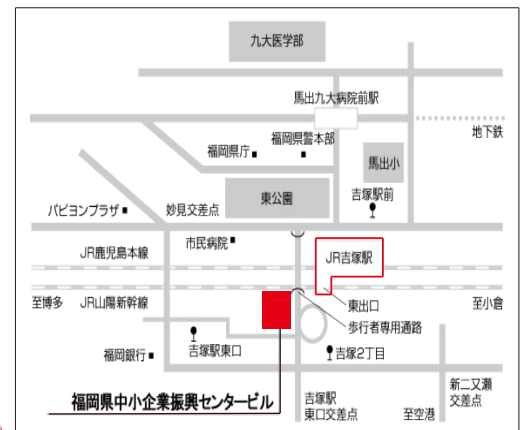 九大医学部
馬出九大病院前駅
地下鉄
福岡県警本部
福岡県庁
馬出小
東公園
吉塚駅前
パピヨンプラザ
妙見交差点
市民病院
JR鹿児島本線
JR吉塚駅
至博多
JR山陽新幹線
東出口
至小倉
歩行者専用通路
吉塚駅東口
吉塚2丁目
福岡銀行
新二又瀬
交差点
福岡県中小企業振興センタービル
吉塚駅
東口交差点
至空港